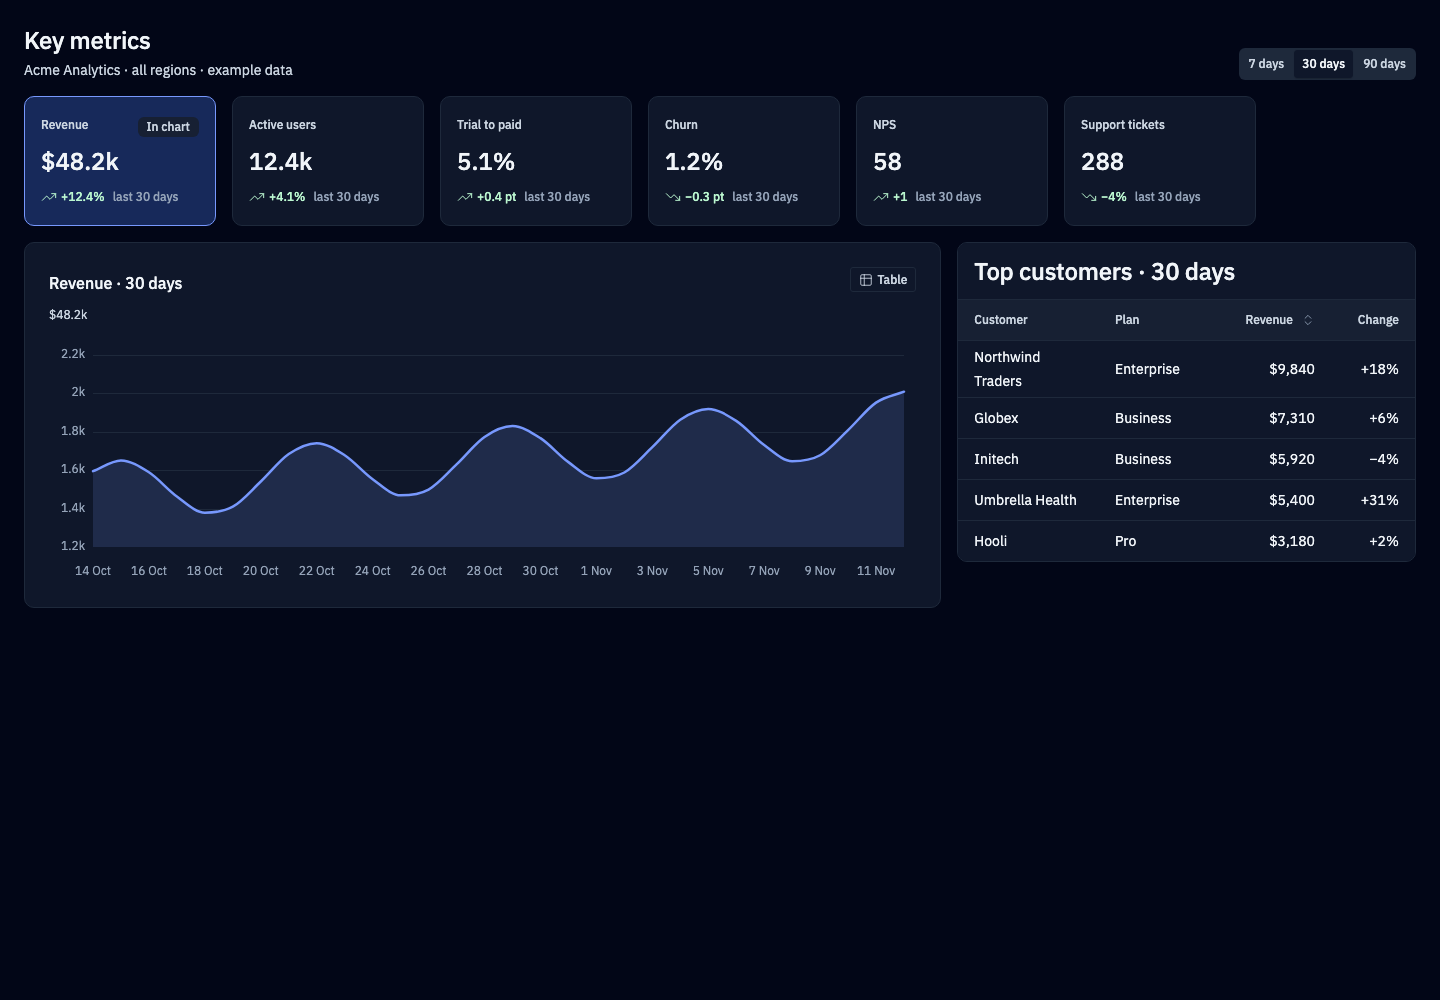 Key metrics
Acme Analytics · all regions · example data
7 days 30 days 90 days
Revenue In chart
$48.2k
+12.4% last 30 days
Active users
12.4k
+4.1% last 30 days
Trial to paid
5.1%
+0.4 pt last 30 days
Churn
1.2%
−0.3 pt last 30 days
NPS
58
+1 last 30 days
Support tickets
288
−4% last 30 days
Revenue · 30 days
Table
$48.2k
2.2k
2k
1.8k
1.6k
1.4k
1.2k
14 Oct 16 Oct 18 Oct 20 Oct 22 Oct 24 Oct 26 Oct 28 Oct 30 Oct 1 Nov 3 Nov 5 Nov 7 Nov 9 Nov 11 Nov
Top customers · 30 days
Customer Plan Revenue Change
Northwind
Traders Enterprise $9,840 +18%
Globex Business $7,310 +6%
Initech Business $5,920 −4%
Umbrella Health Enterprise $5,400 +31%
Hooli Pro $3,180 +2%